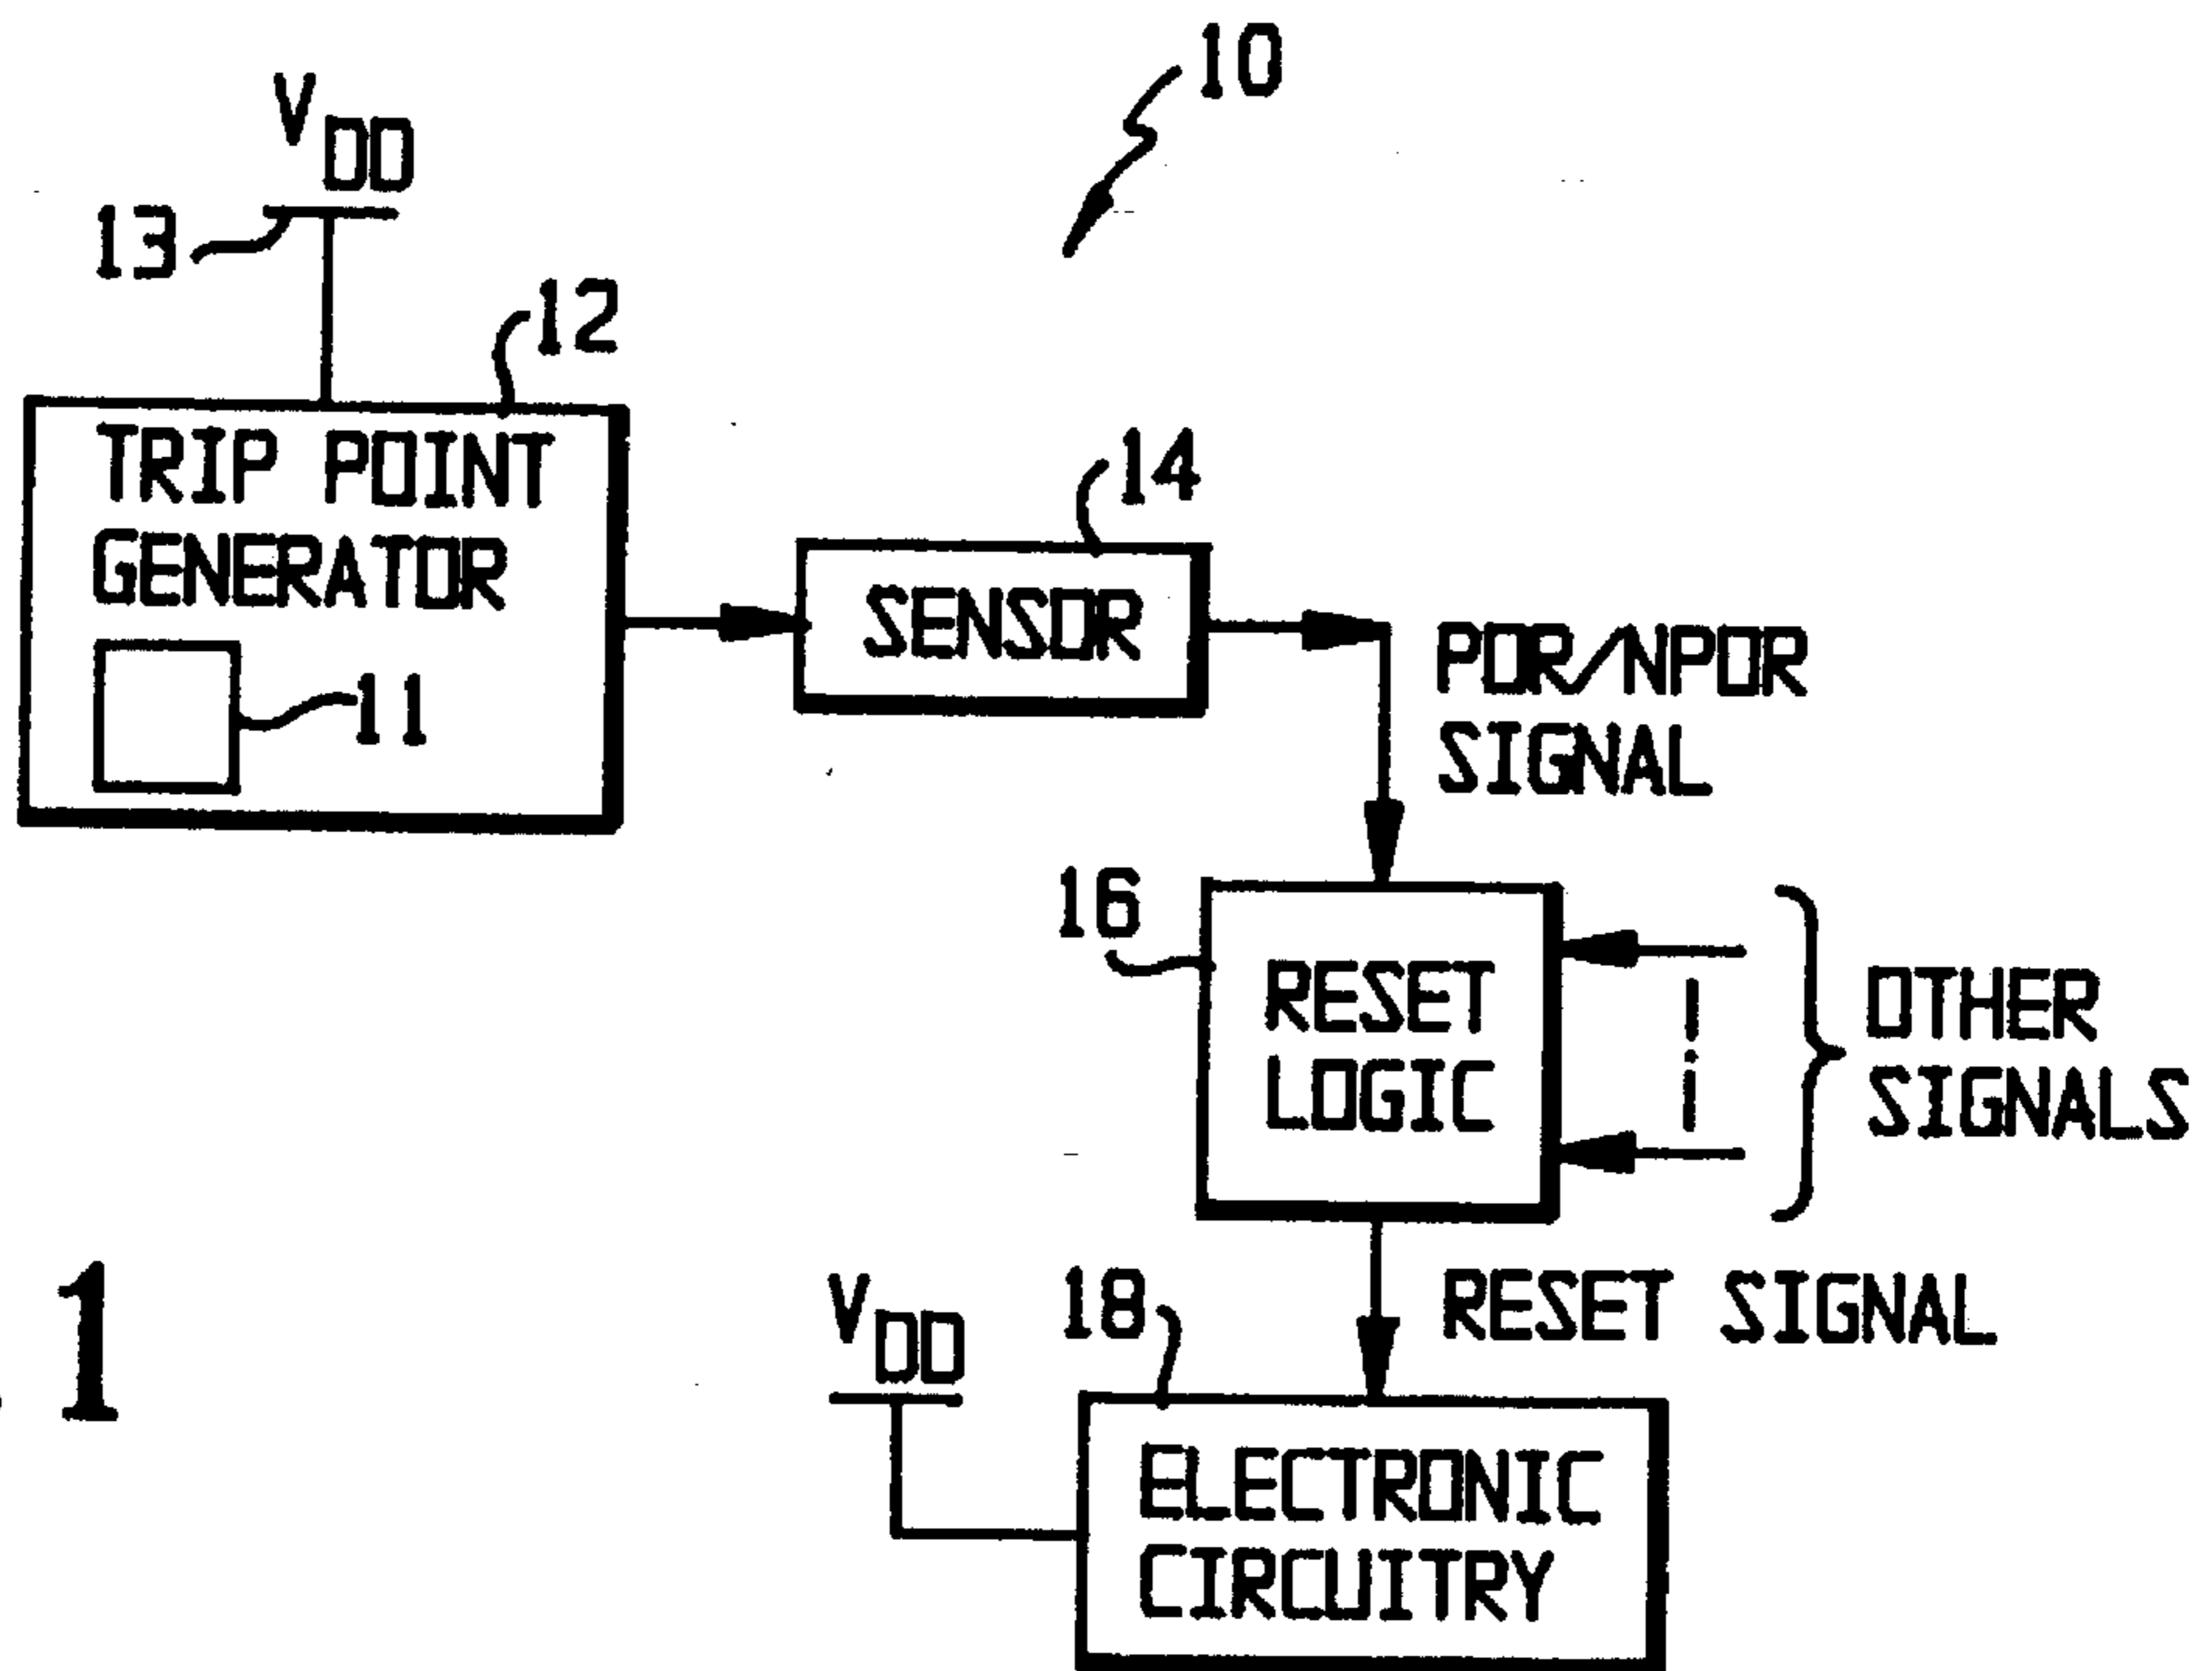 10
VDD
13
12
TRIP POINT
GENERATOR
11
14
SENSOR
POR/NPOR
SIGNAL
16
RESET
LOGIC
OTHER
SIGNALS
RESET SIGNAL
1
VDD
18
ELECTRONIC
CIRCUITRY